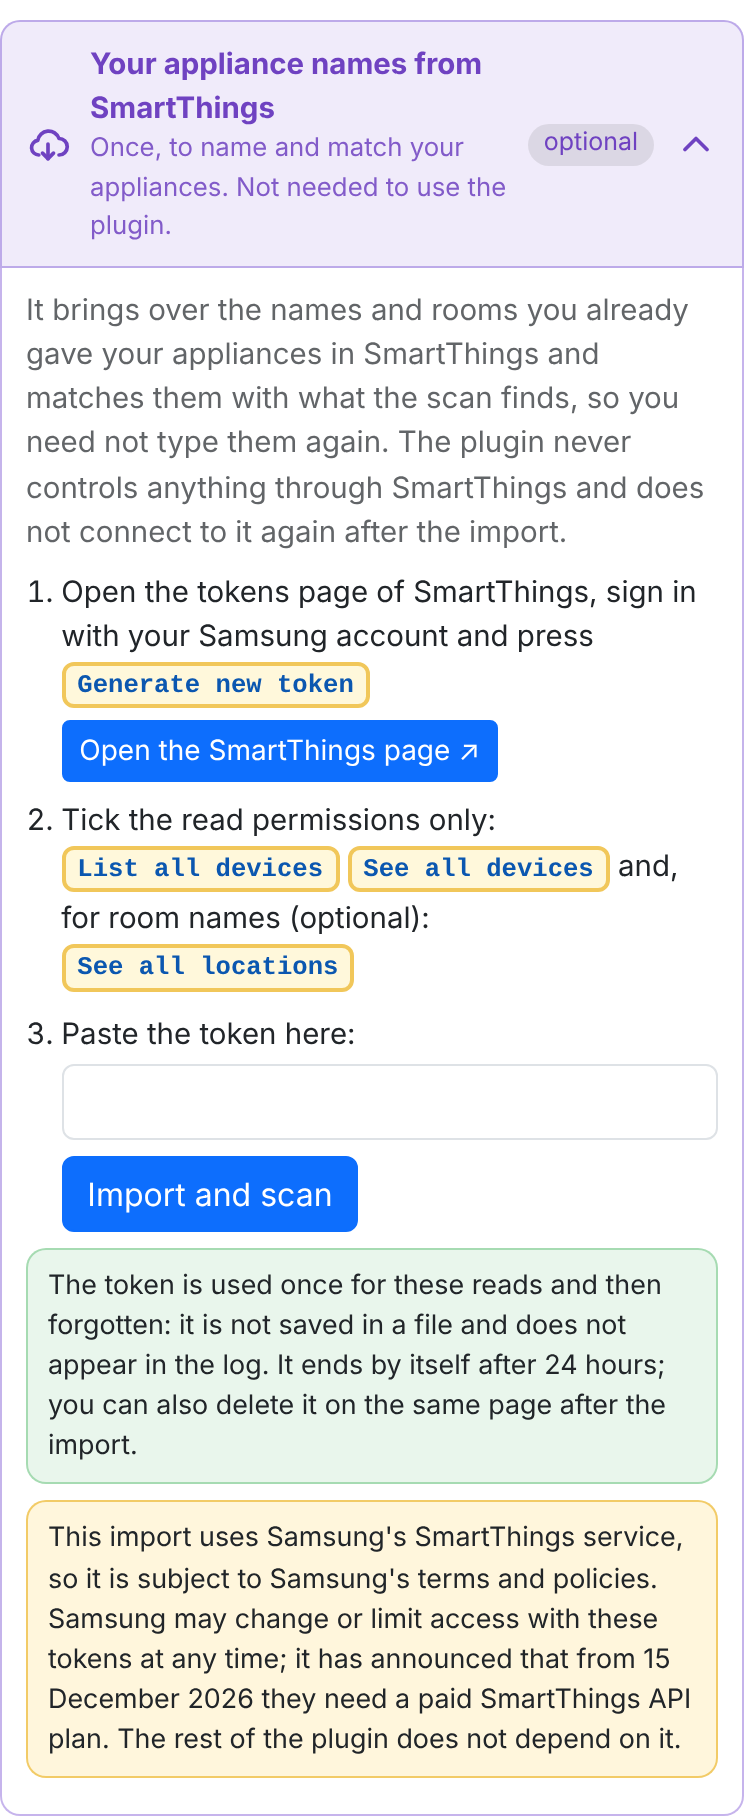 Your appliance names from
SmartThings
Once, to name and match your
appliances. Not needed to use the
plugin.
optional
It brings over the names and rooms you already
gave your appliances in SmartThings and
matches them with what the scan finds, so you
need not type them again. The plugin never
controls anything through SmartThings and does
not connect to it again after the import.
1. Open the tokens page of SmartThings, sign in
with your Samsung account and press
Generate new token
Open the SmartThings page ↗
2. Tick the read permissions only:
List all devices See all devices and,
for room names (optional):
See all locations
3. Paste the token here:
Import and scan
The token is used once for these reads and then
forgotten: it is not saved in a file and does not
appear in the log. It ends by itself after 24 hours;
you can also delete it on the same page after the
import.
This import uses Samsung's SmartThings service,
so it is subject to Samsung's terms and policies.
Samsung may change or limit access with these
tokens at any time; it has announced that from 15
December 2026 they need a paid SmartThings API
plan. The rest of the plugin does not depend on it.